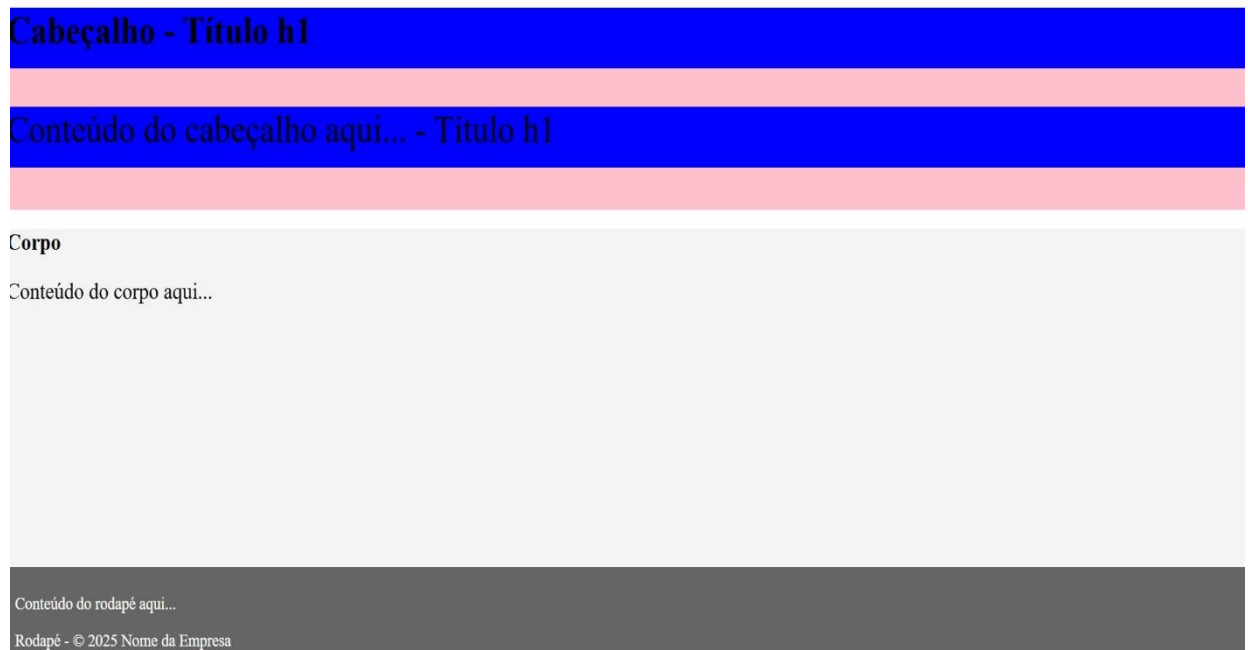 Cabeçalho - Título h1
Conteúdo do cabeçalho aqui... - Título h1
Corpo
Conteúdo do corpo aqui...
Conteúdo do rodapé aqui...
Rodapé - © 2025 Nome da Empresa